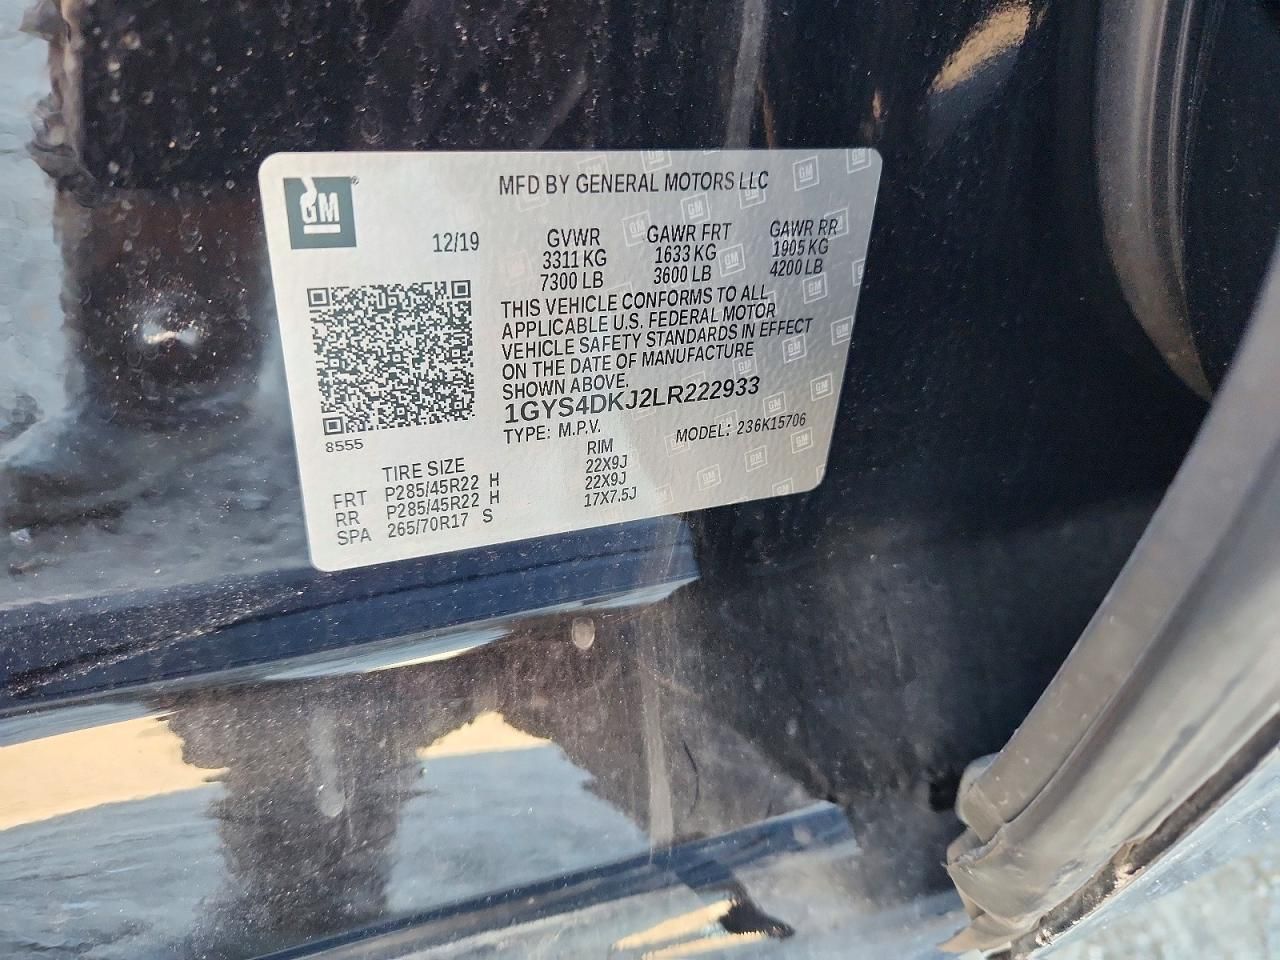 GM
MFD BY GENERAL MOTORS LLC
12/19
GVWR GAWR FRT GAWR RR
3311 KG 1633 KG 1905 KG
7300 LB 3600 LB 4200 LB
THIS VEHICLE CONFORMS TO ALL
APPLICABLE U.S. FEDERAL MOTOR
VEHICLE SAFETY STANDARDS IN EFFECT
ON THE DATE OF MANUFACTURE
SHOWN ABOVE.
1GYS4DKJ2LR222933
TYPE: M.P.V. MODEL: 236K15706
8555
TIRE SIZE RIM
FRT P285/45R22 H 22X9J
RR P285/45R22 H 22X9J
SPA 265/70R17 S 17X7.5J